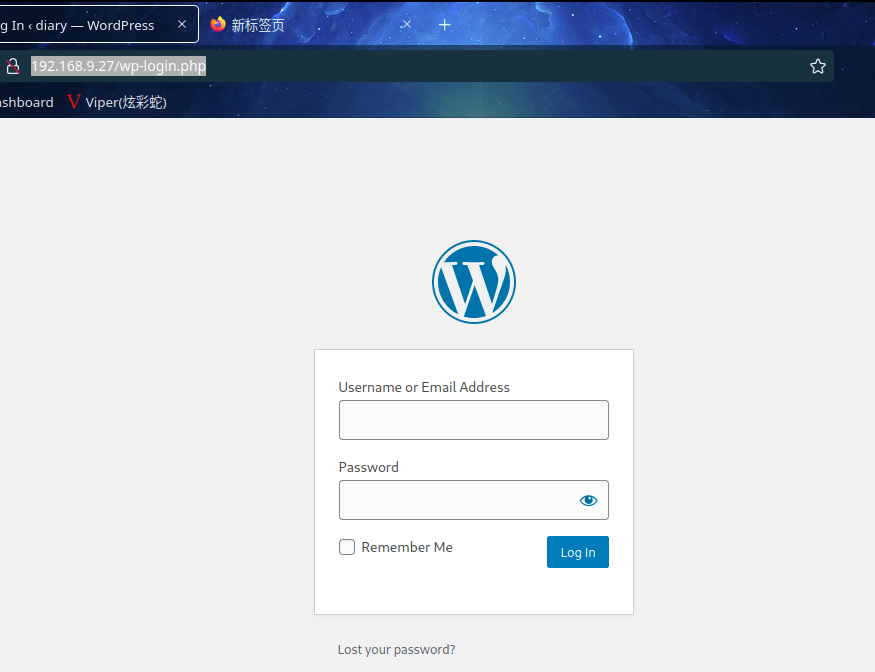 g In ‹ diary — WordPress
新标签页
192.168.9.27/wp-login.php
ashboard
Viper(炫彩蛇)
Username or Email Address
Password
Remember Me
Log In
Lost your password?